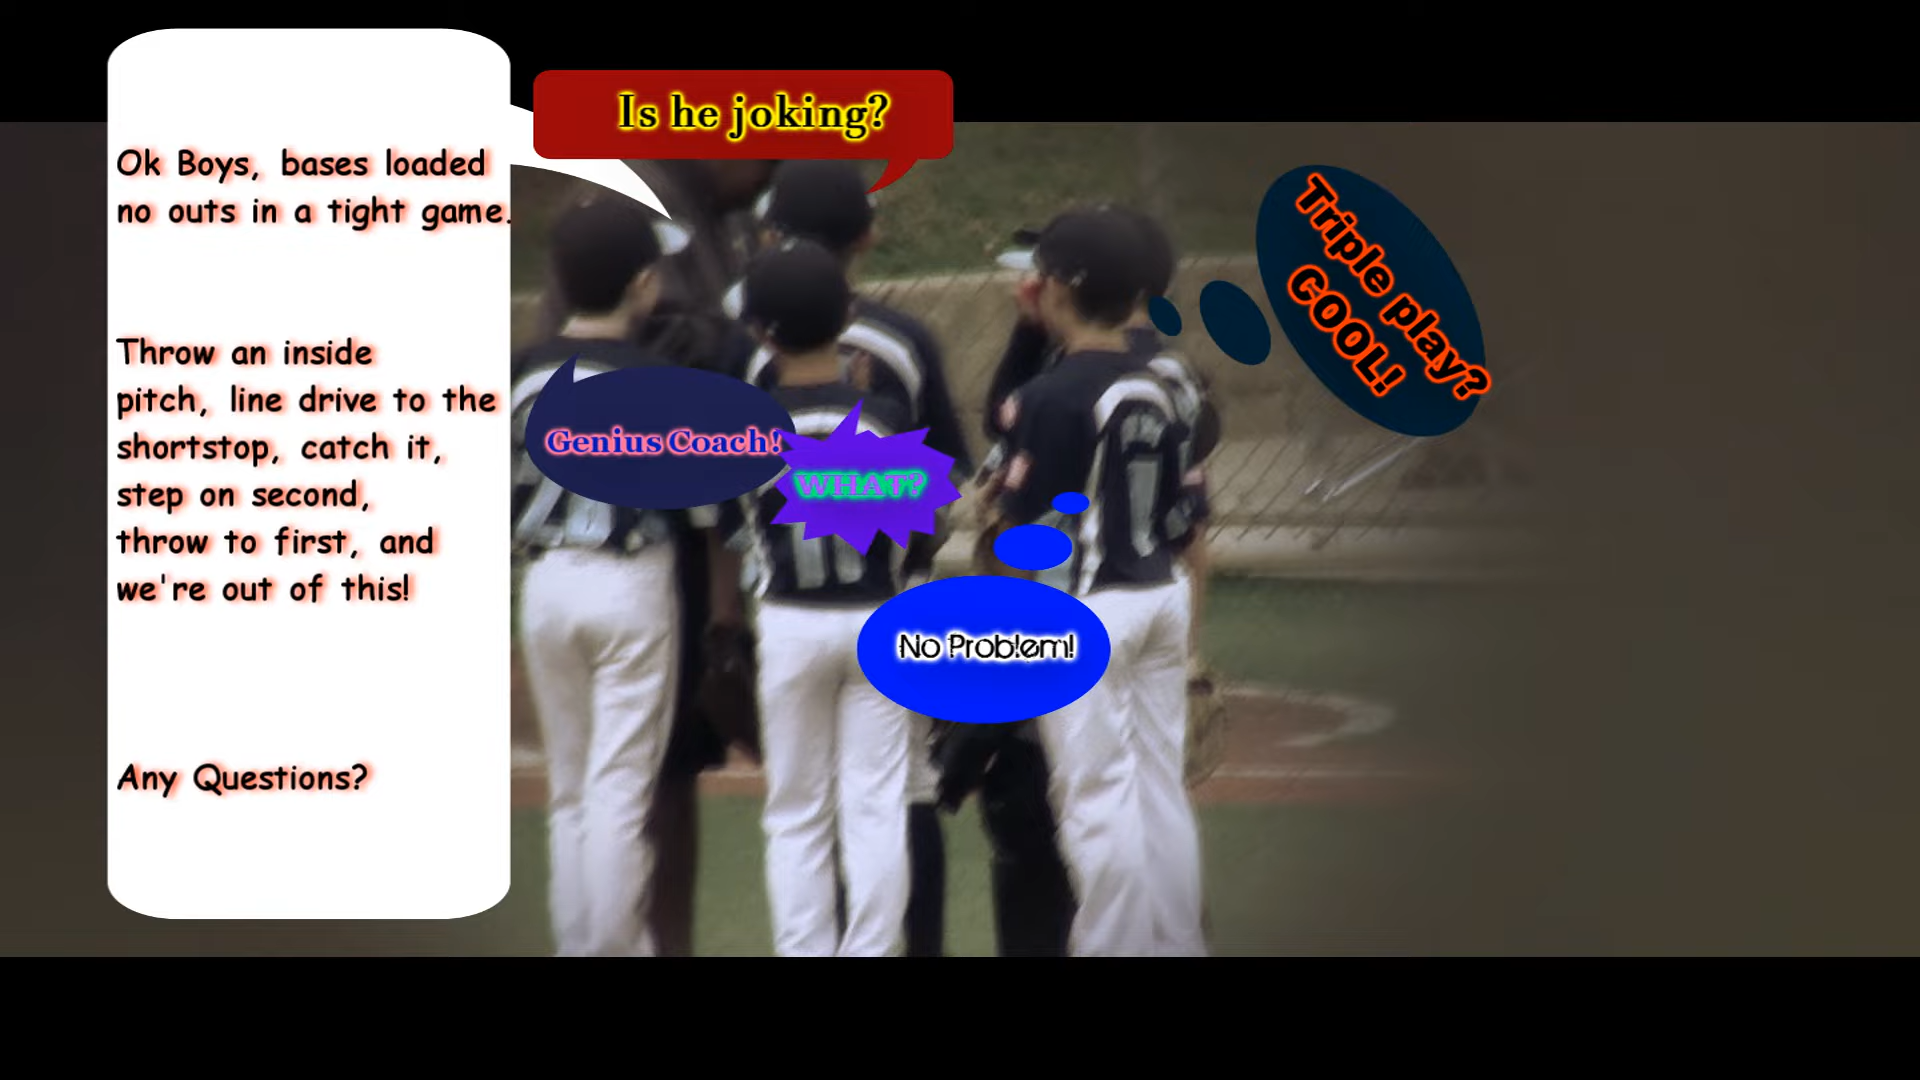 Ok Boys, bases loaded
no outs in a tight game.
Throw an inside
pitch, line drive to the
shortstop, catch it,
step on second,
throw to first, and
we're out of this!
Any Questions?
Is he joking?
Triple play?
COOL!
Genius Coach!
WHAT?
No Problem!
11
1